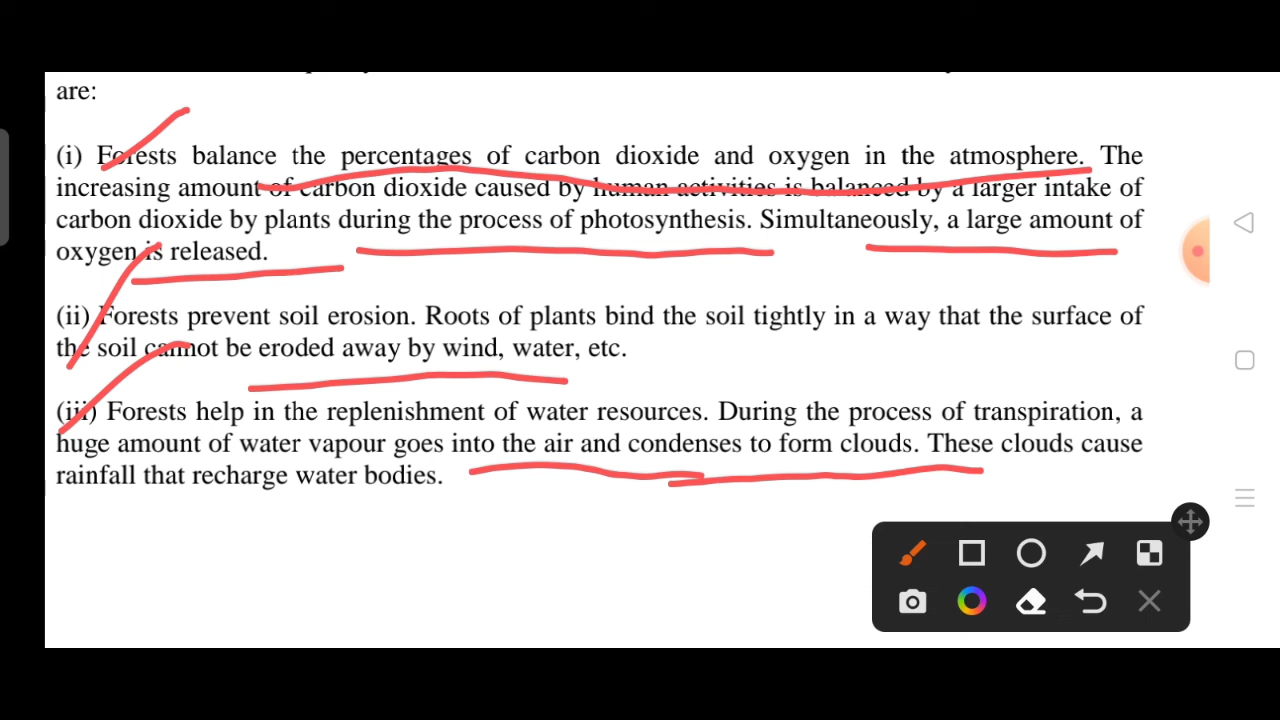 are:
(i) Forests balance the percentages of carbon dioxide and oxygen in the atmosphere. The
increasing amount of carbon dioxide caused by human activities is balanced by a larger intake of
carbon dioxide by plants during the process of photosynthesis. Simultaneously, a large amount of
oxygen is released.
(ii) Forests prevent soil erosion. Roots of plants bind the soil tightly in a way that the surface of
the soil cannot be eroded away by wind, water, etc.
(iii) Forests help in the replenishment of water resources. During the process of transpiration, a
huge amount of water vapour goes into the air and condenses to form clouds. These clouds cause
rainfall that recharge water bodies.